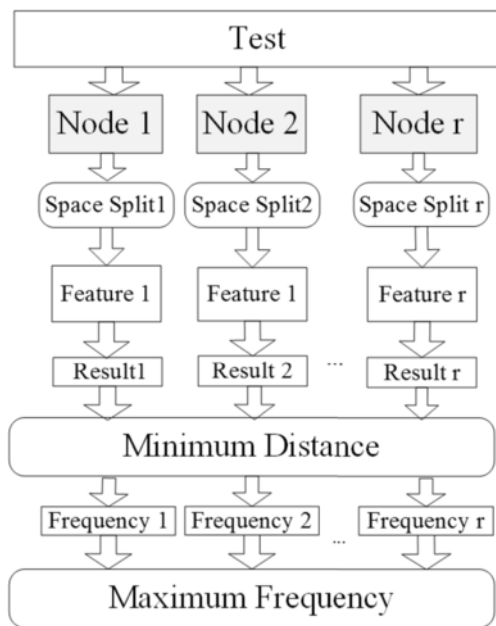 Test
Node 1 Node 2 Node r
Space Split1 Space Split2 Space Split r
Feature 1 Feature 1 Feature r
Result1 Result 2 ... Result r
Minimum Distance
Frequency 1 Frequency 2 ... Frequency r
Maximum Frequency